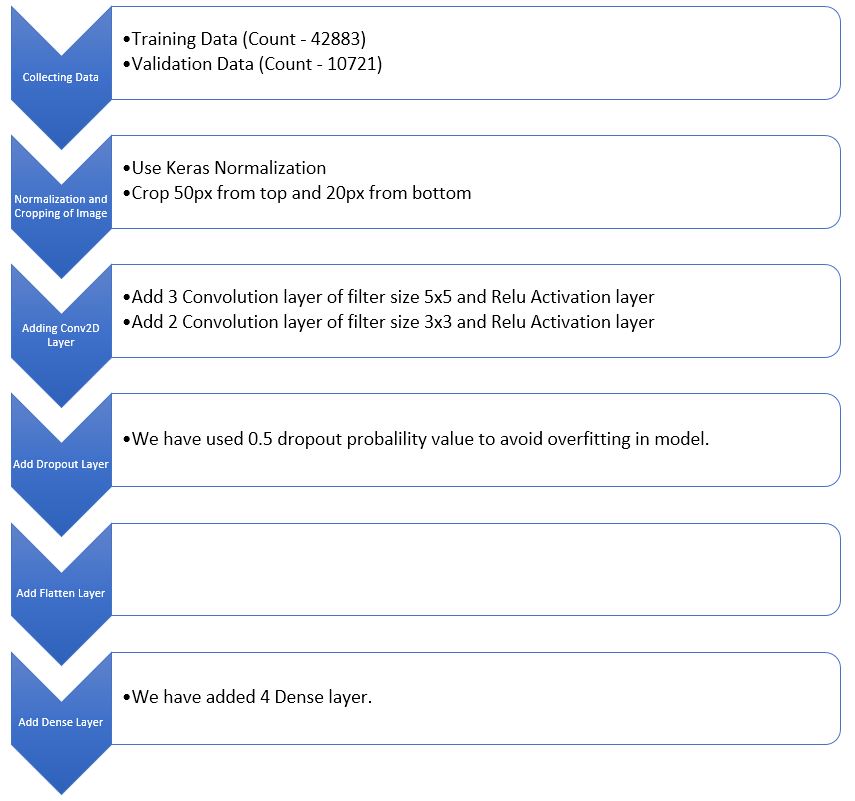 Collecting Data
•Training Data (Count - 42883)
•Validation Data (Count - 10721)
Normalization and
Cropping of Image
•Use Keras Normalization
•Crop 50px from top and 20px from bottom
Adding Conv2D
Layer
•Add 3 Convolution layer of filter size 5x5 and Relu Activation layer
•Add 2 Convolution layer of filter size 3x3 and Relu Activation layer
Add Dropout Layer
•We have used 0.5 dropout probalility value to avoid overfitting in model.
Add Flatten Layer
Add Dense Layer
•We have added 4 Dense layer.